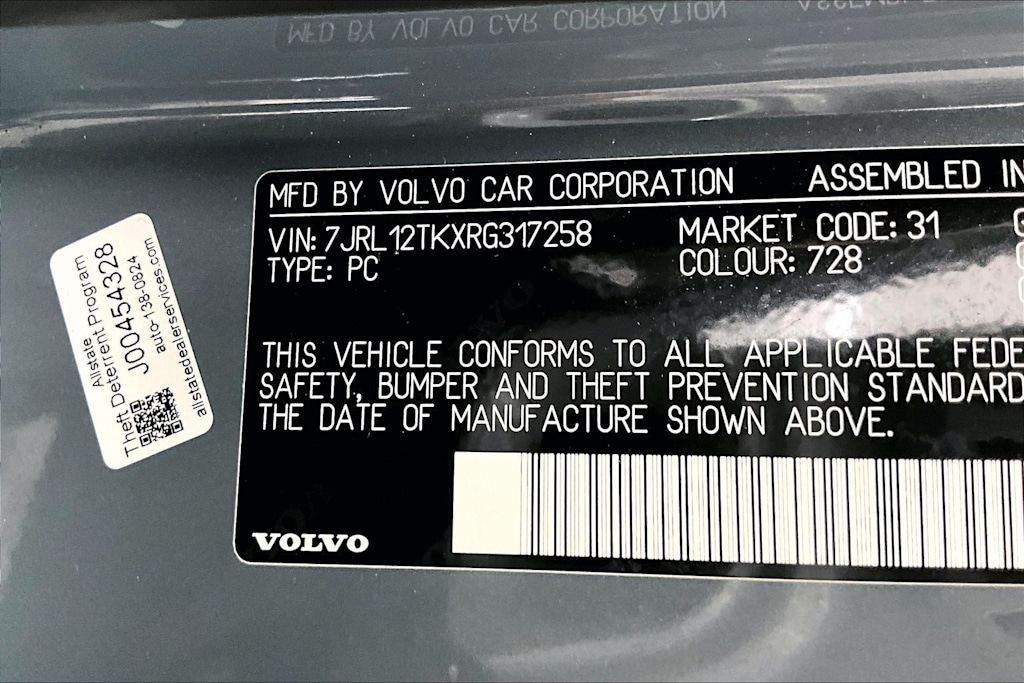 MFD BY VOLVO CAR CORPORATION ASSEMBLED IN
VIN: 7JRL12TKXRG317258 MARKET CODE: 31
TYPE: PC COLOUR: 728
THIS VEHICLE CONFORMS TO ALL APPLICABLE FEDE
SAFETY, BUMPER AND THEFT PREVENTION STANDARD
THE DATE OF MANUFACTURE SHOWN ABOVE.
VOLVO
Allstate
Theft Deterrent Program
J00454328
auto-138-0824
allstatedealerservices.com
MFD BY VOLVO CAR CORPORATION